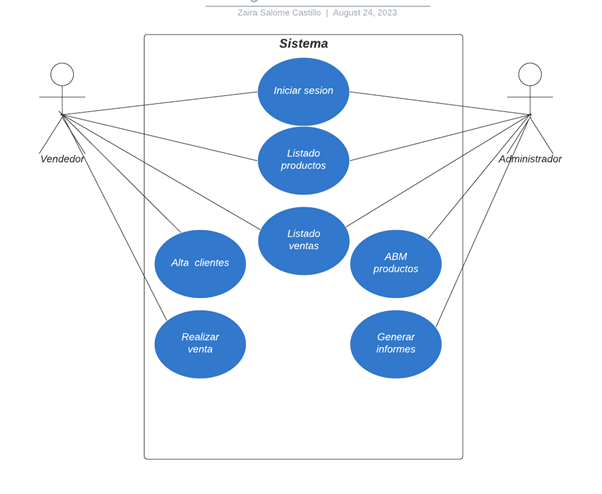 Zaira Salome Castillo | August 24, 2023
Sistema
Iniciar sesion
Listado
productos
Vendedor
Administrador
Listado
ventas
Alta clientes
ABM
productos
Realizar
venta
Generar
informes